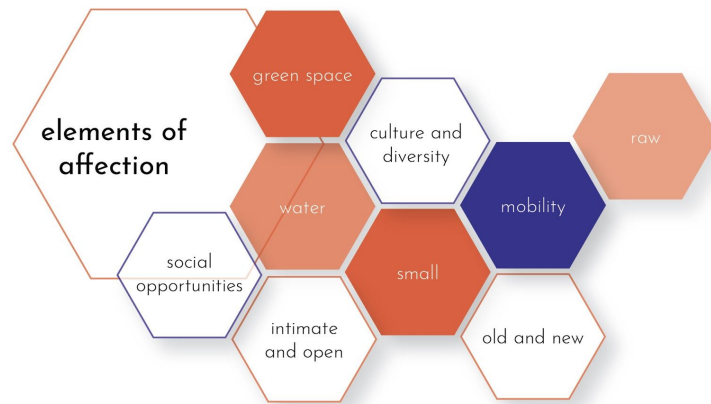 elements of
affection
green space
culture and
diversity
raw
water
mobility
social
opportunities
small
intimate
and open
old and new